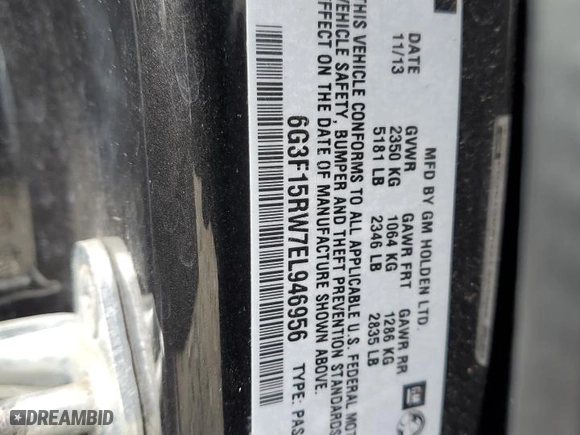 MFD BY GM HOLDEN LTD.
DATE GVWR GAWR FRT GAWR RR
11/13 2350 KG 1064 KG 1286 KG
5181 LB 2346 LB 2835 LB
THIS VEHICLE CONFORMS TO ALL APPLICABLE U.S. FEDERAL MOT
VEHICLE SAFETY, BUMPER AND THEFT PREVENTION STANDARDS
EFFECT ON THE DATE OF MANUFACTURE SHOWN ABOVE.
6G3F15RW7EL946956 TYPE: PAS
GM
DREAMBID